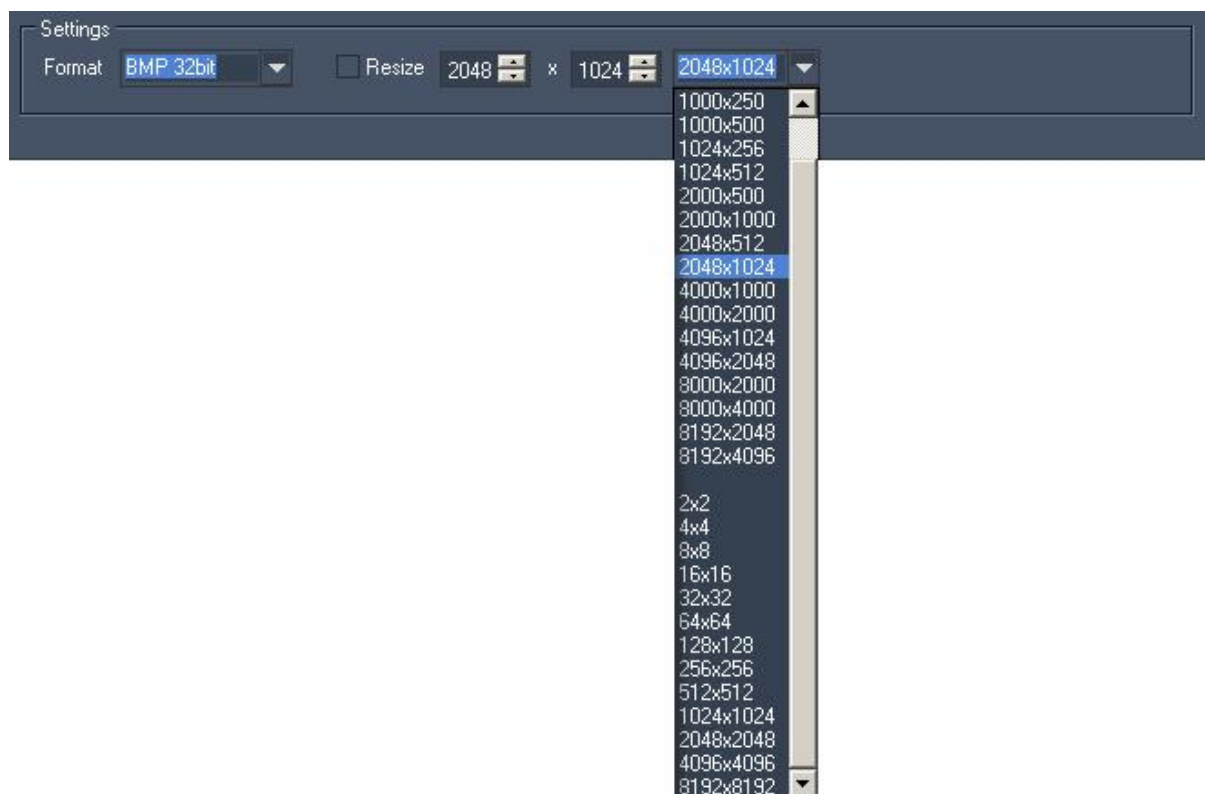 Settings
Format BMP 32bit Resize 2048 x 1024 2048x1024
1000x250
1000x500
1024x256
1024x512
2000x500
2000x1000
2048x512
2048x1024
4000x1000
4000x2000
4096x1024
4096x2048
8000x2000
8000x4000
8192x2048
8192x4096
2x2
4x4
8x8
16x16
32x32
64x64
128x128
256x256
512x512
1024x1024
2048x2048
4096x4096
8192x8192